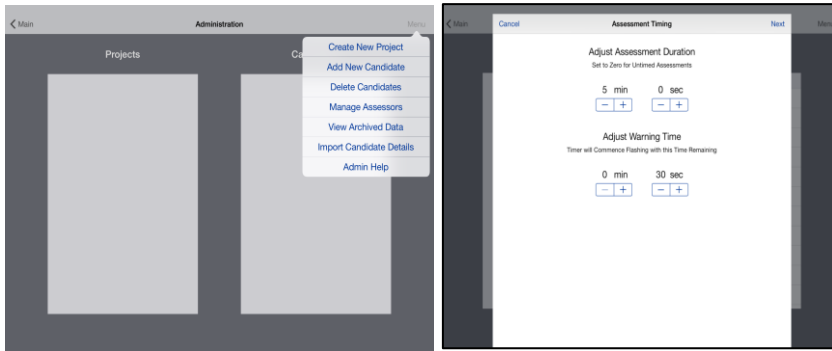 Main
Administration
Menu
Projects
Ca
Create New Project
Add New Candidate
Delete Candidates
Manage Assessors
View Archived Data
Import Candidate Details
Admin Help
Main
Cancel
Assessment Timing
Next
Men
Adjust Assessment Duration
Set to Zero for Untimed Assessments
5 min 0 sec
− + − +
Adjust Warning Time
Timer will Commence Flashing with this Time Remaining
0 min 30 sec
− + − +